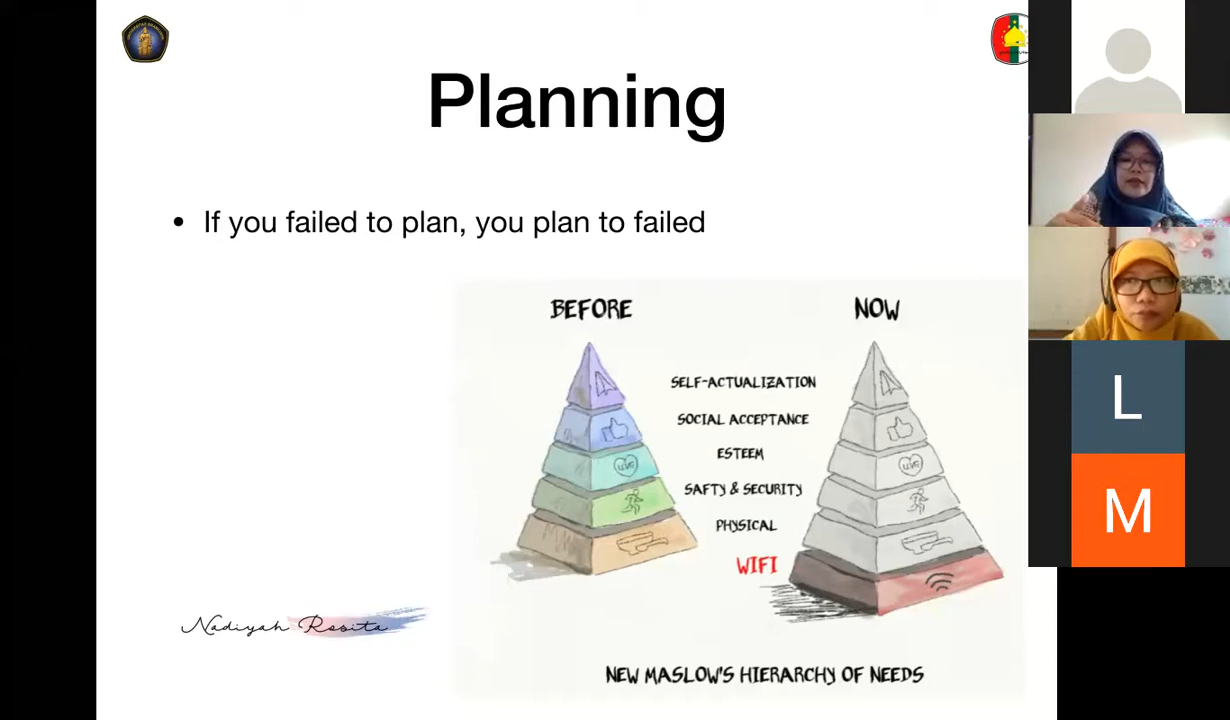 Planning
• If you failed to plan, you plan to failed
BEFORE
NOW
SELF-ACTUALIZATION
SOCIAL ACCEPTANCE
ESTEEM
SAFTY & SECURITY
PHYSICAL
WIFI
NEW MASLOW'S HIERARCHY OF NEEDS
Nadiyah Rosita
L
M